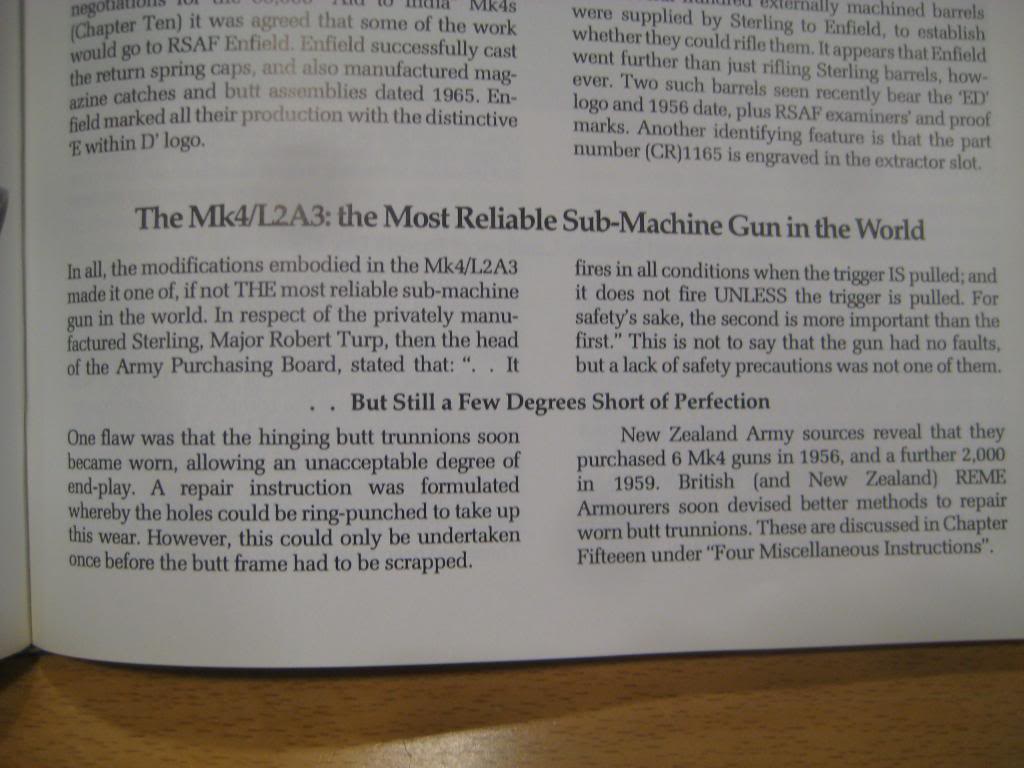 negotiations for the "Aid to India" Mk4s
(Chapter Ten) it was agreed that some of the work
would go to RSAF Enfield. Enfield successfully cast
the return spring caps, and also manufactured mag-
azine catches and butt assemblies dated 1965. En-
field marked all their production with the distinctive
'E within D' logo.
externally machined barrels
were supplied by Sterling to Enfield, to establish
whether they could rifle them. It appears that Enfield
went further than just rifling Sterling barrels, how-
ever. Two such barrels seen recently bear the 'ED'
logo and 1956 date, plus RSAF examiners' and proof
marks. Another identifying feature is that the part
number (CR)1165 is engraved in the extractor slot.
The Mk4/L2A3: the Most Reliable Sub-Machine Gun in the World
In all, the modifications embodied in the Mk4/L2A3
made it one of, if not THE most reliable sub-machine
gun in the world. In respect of the privately manu-
factured Sterling, Major Robert Turp, then the head
of the Army Purchasing Board, stated that: ". . It
fires in all conditions when the trigger IS pulled; and
it does not fire UNLESS the trigger is pulled. For
safety's sake, the second is more important than the
first." This is not to say that the gun had no faults,
but a lack of safety precautions was not one of them.
. . But Still a Few Degrees Short of Perfection
One flaw was that the hinging butt trunnions soon
became worn, allowing an unacceptable degree of
end-play. A repair instruction was formulated
whereby the holes could be ring-punched to take up
this wear. However, this could only be undertaken
once before the butt frame had to be scrapped.
New Zealand Army sources reveal that they
purchased 6 Mk4 guns in 1956, and a further 2,000
in 1959. British (and New Zealand) REME
Armourers soon devised better methods to repair
worn butt trunnions. These are discussed in Chapter
Fifteeen under "Four Miscellaneous Instructions".